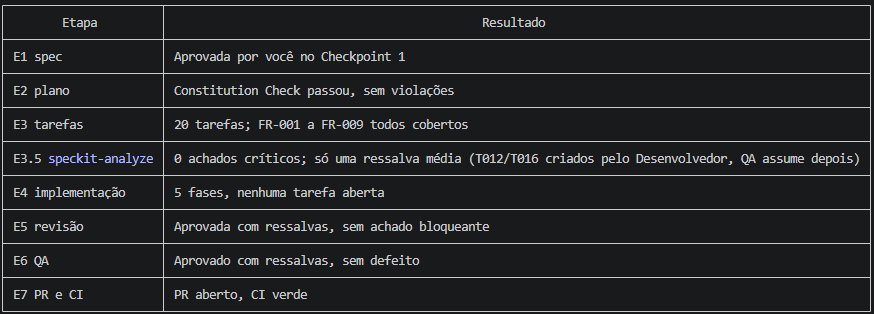 Etapa Resultado
E1 spec Aprovada por você no Checkpoint 1
E2 plano Constitution Check passou, sem violações
E3 tarefas 20 tarefas; FR-001 a FR-009 todos cobertos
E3.5 speckit-analyze 0 achados críticos; só uma ressalva média (T012/T016 criados pelo Desenvolvedor, QA assume depois)
E4 implementação 5 fases, nenhuma tarefa aberta
E5 revisão Aprovada com ressalvas, sem achado bloqueante
E6 QA Aprovado com ressalvas, sem defeito
E7 PR e CI PR aberto, CI verde